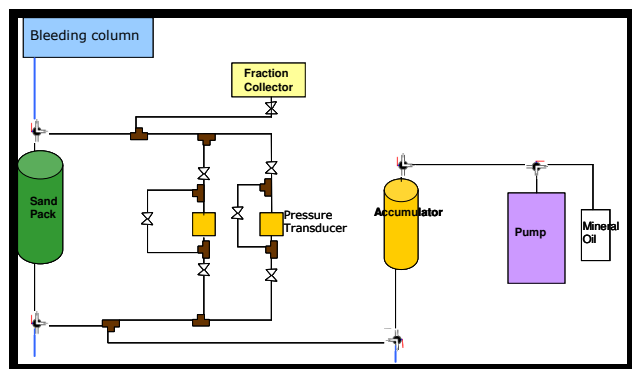 Bleeding column
Fraction
Collector
Sand
Pack
Pressure
Transducer
Accumulator
Pump
Mineral
Oil